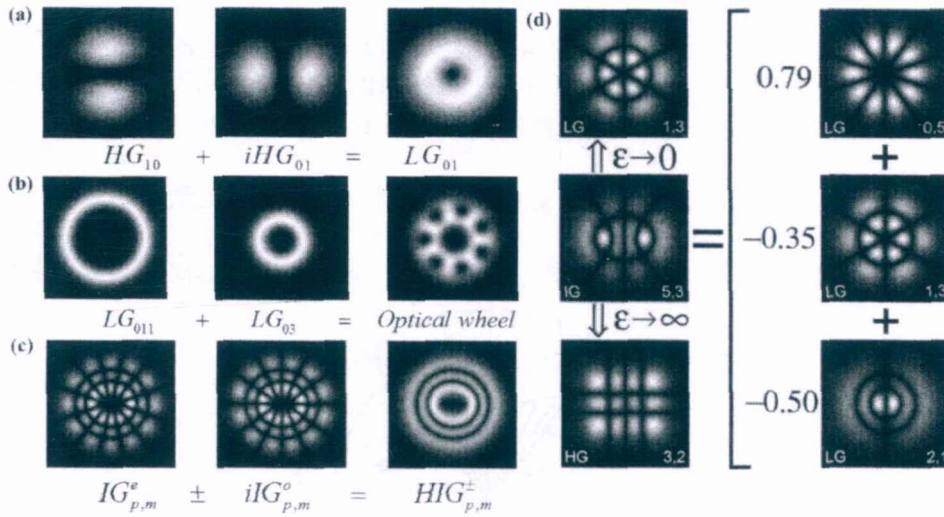 (a)
HG₁₀ + iHG₀₁ = LG₀₁
(b)
LG₀₁₁ + LG₀₃ = Optical wheel
(c)
IGᵉₚ,ₘ ± iIGᵒₚ,ₘ = HIG±ₚ,ₘ
(d)
LG 1,3
⇑ ε→0
IG 5,3
⇓ ε→∞
HG 3,2
=
0.79
LG 0,5
+
−0.35
LG 1,3
+
−0.50
LG 2,1